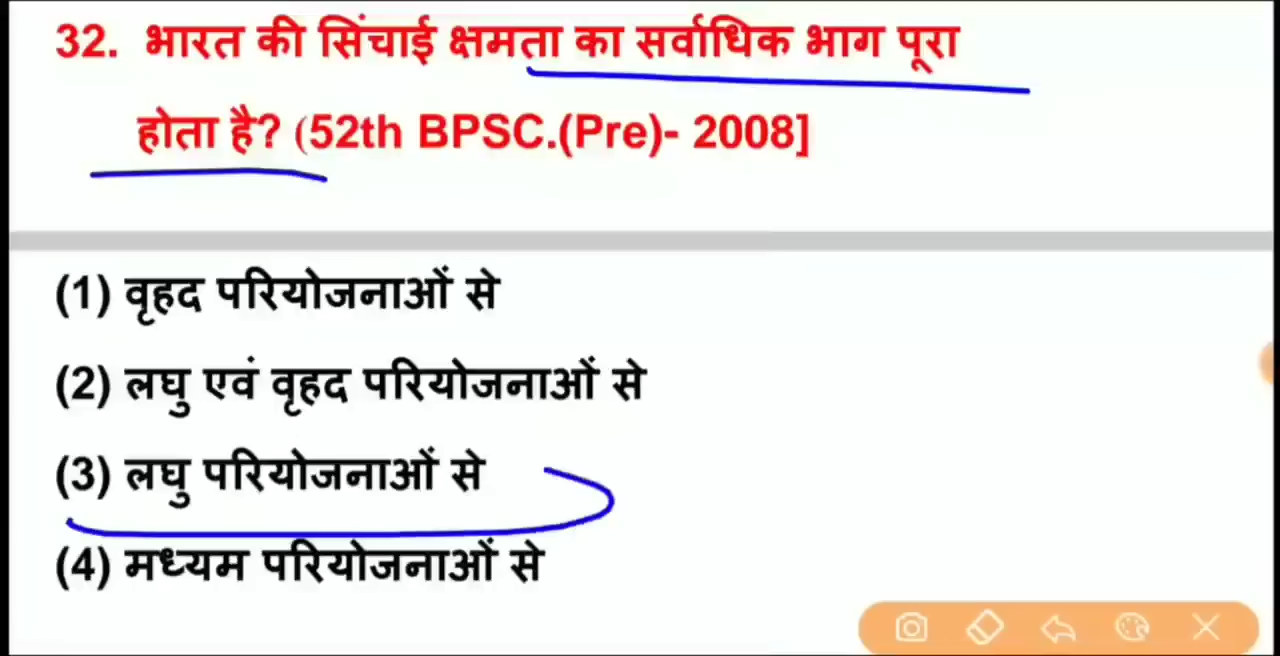 32. भारत की सिंचाई क्षमता का सर्वाधिक भाग पूरा
होता है? (52th BPSC.(Pre)- 2008]
(1) वृहद परियोजनाओं से
(2) लघु एवं वृहद परियोजनाओं से
(3) लघु परियोजनाओं से
(4) मध्यम परियोजनाओं से